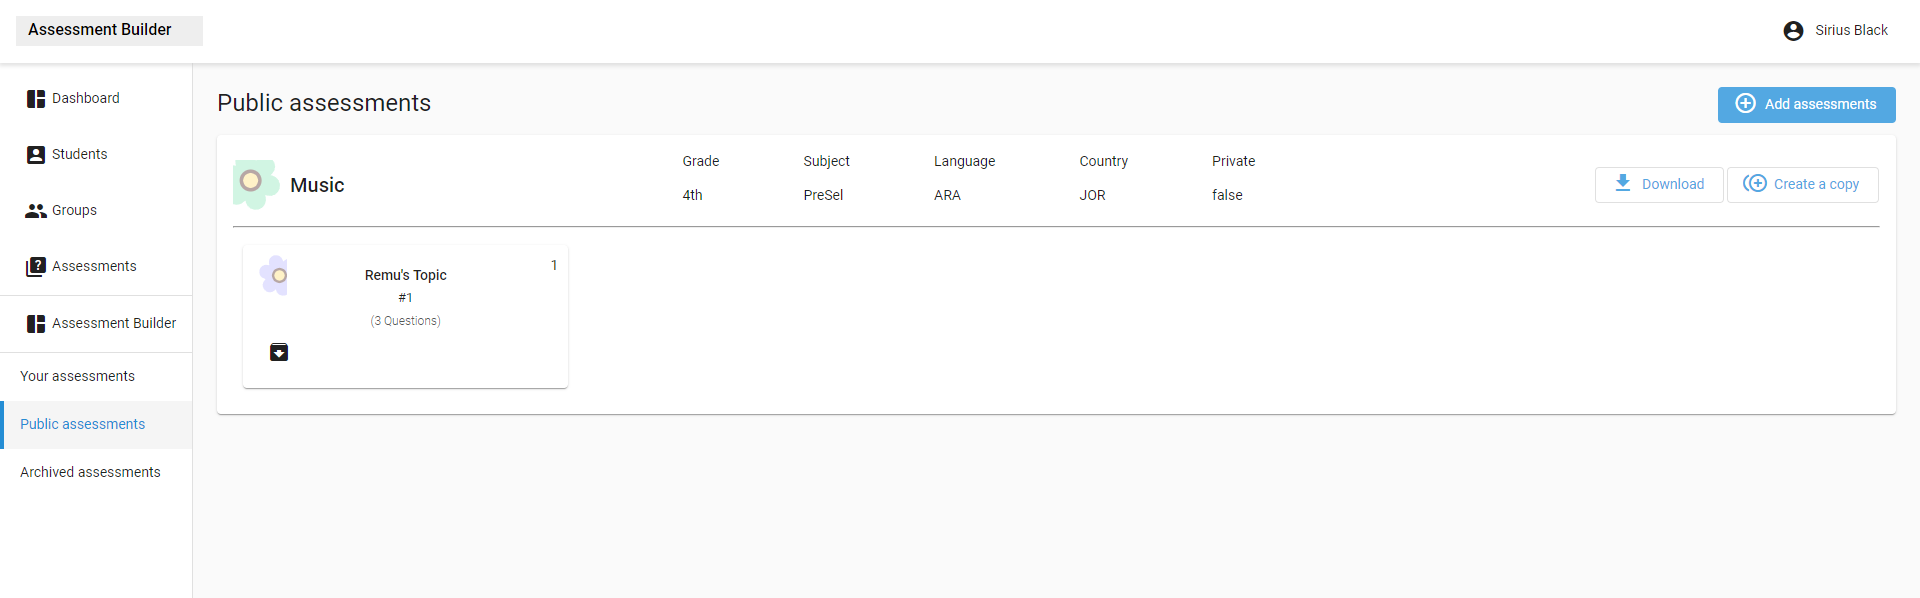 Assessment Builder
Sirius Black
Dashboard
Students
Groups
Assessments
Assessment Builder
Your assessments
Public assessments
Archived assessments
Public assessments
Add assessments
Music
Grade Subject Language Country Private
4th PreSel ARA JOR false
Download Create a copy
1
Remu's Topic
#1
(3 Questions)